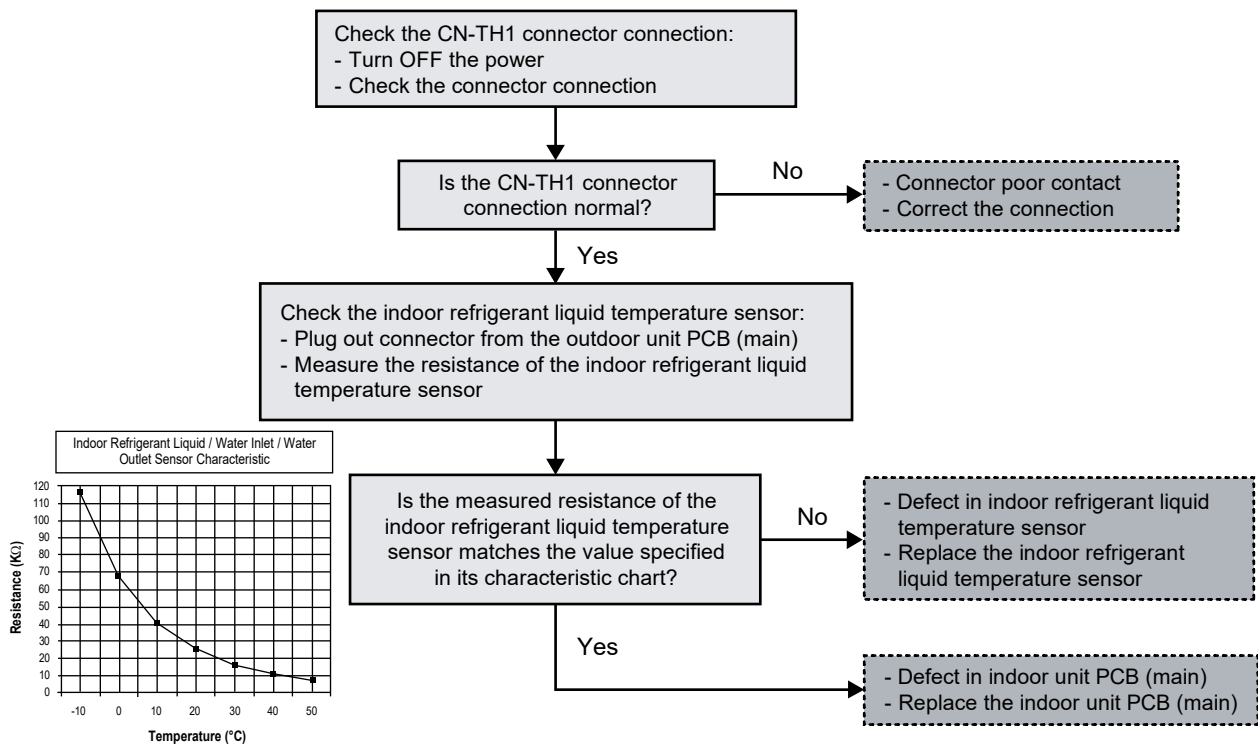 Check the CN-TH1 connector connection:
- Turn OFF the power
- Check the connector connection
Is the CN-TH1 connector
connection normal?
No
- Connector poor contact
- Correct the connection
Yes
Check the indoor refrigerant liquid temperature sensor:
- Plug out connector from the outdoor unit PCB (main)
- Measure the resistance of the indoor refrigerant liquid
temperature sensor
Indoor Refrigerant Liquid / Water Inlet / Water
Outlet Sensor Characteristic
Resistance (KΩ)
120
110
100
90
80
70
60
50
40
30
20
10
0
-10 0 10 20 30 40 50
Temperature (°C)
Is the measured resistance of the
indoor refrigerant liquid temperature
sensor matches the value specified
in its characteristic chart?
No
- Defect in indoor refrigerant liquid
temperature sensor
- Replace the indoor refrigerant
liquid temperature sensor
Yes
- Defect in indoor unit PCB (main)
- Replace the indoor unit PCB (main)